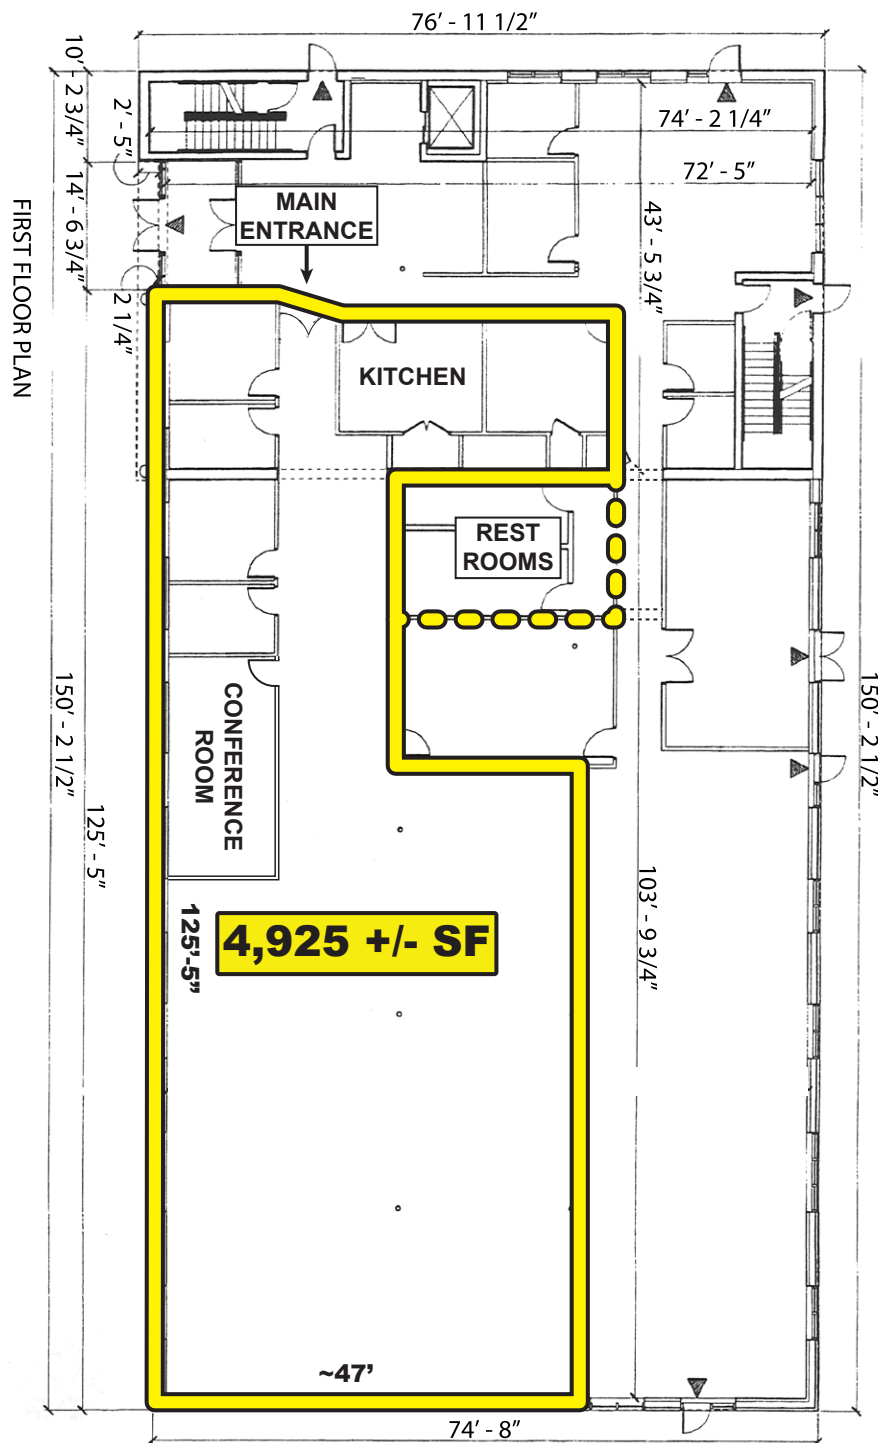 76' - 11 1/2"
10' - 2 3/4"
2' - 5"
74' - 2 1/4"
72' - 5"
14' - 6 3/4"
MAIN
ENTRANCE
43' - 5 3/4"
FIRST FLOOR PLAN
2 1/4"
KITCHEN
REST
ROOMS
150' - 2 1/2"
150' - 2 1/2"
CONFERENCE
ROOM
125' - 5"
103' - 9 3/4"
125'-5"
4,925 +/- SF
~47'
74' - 8"